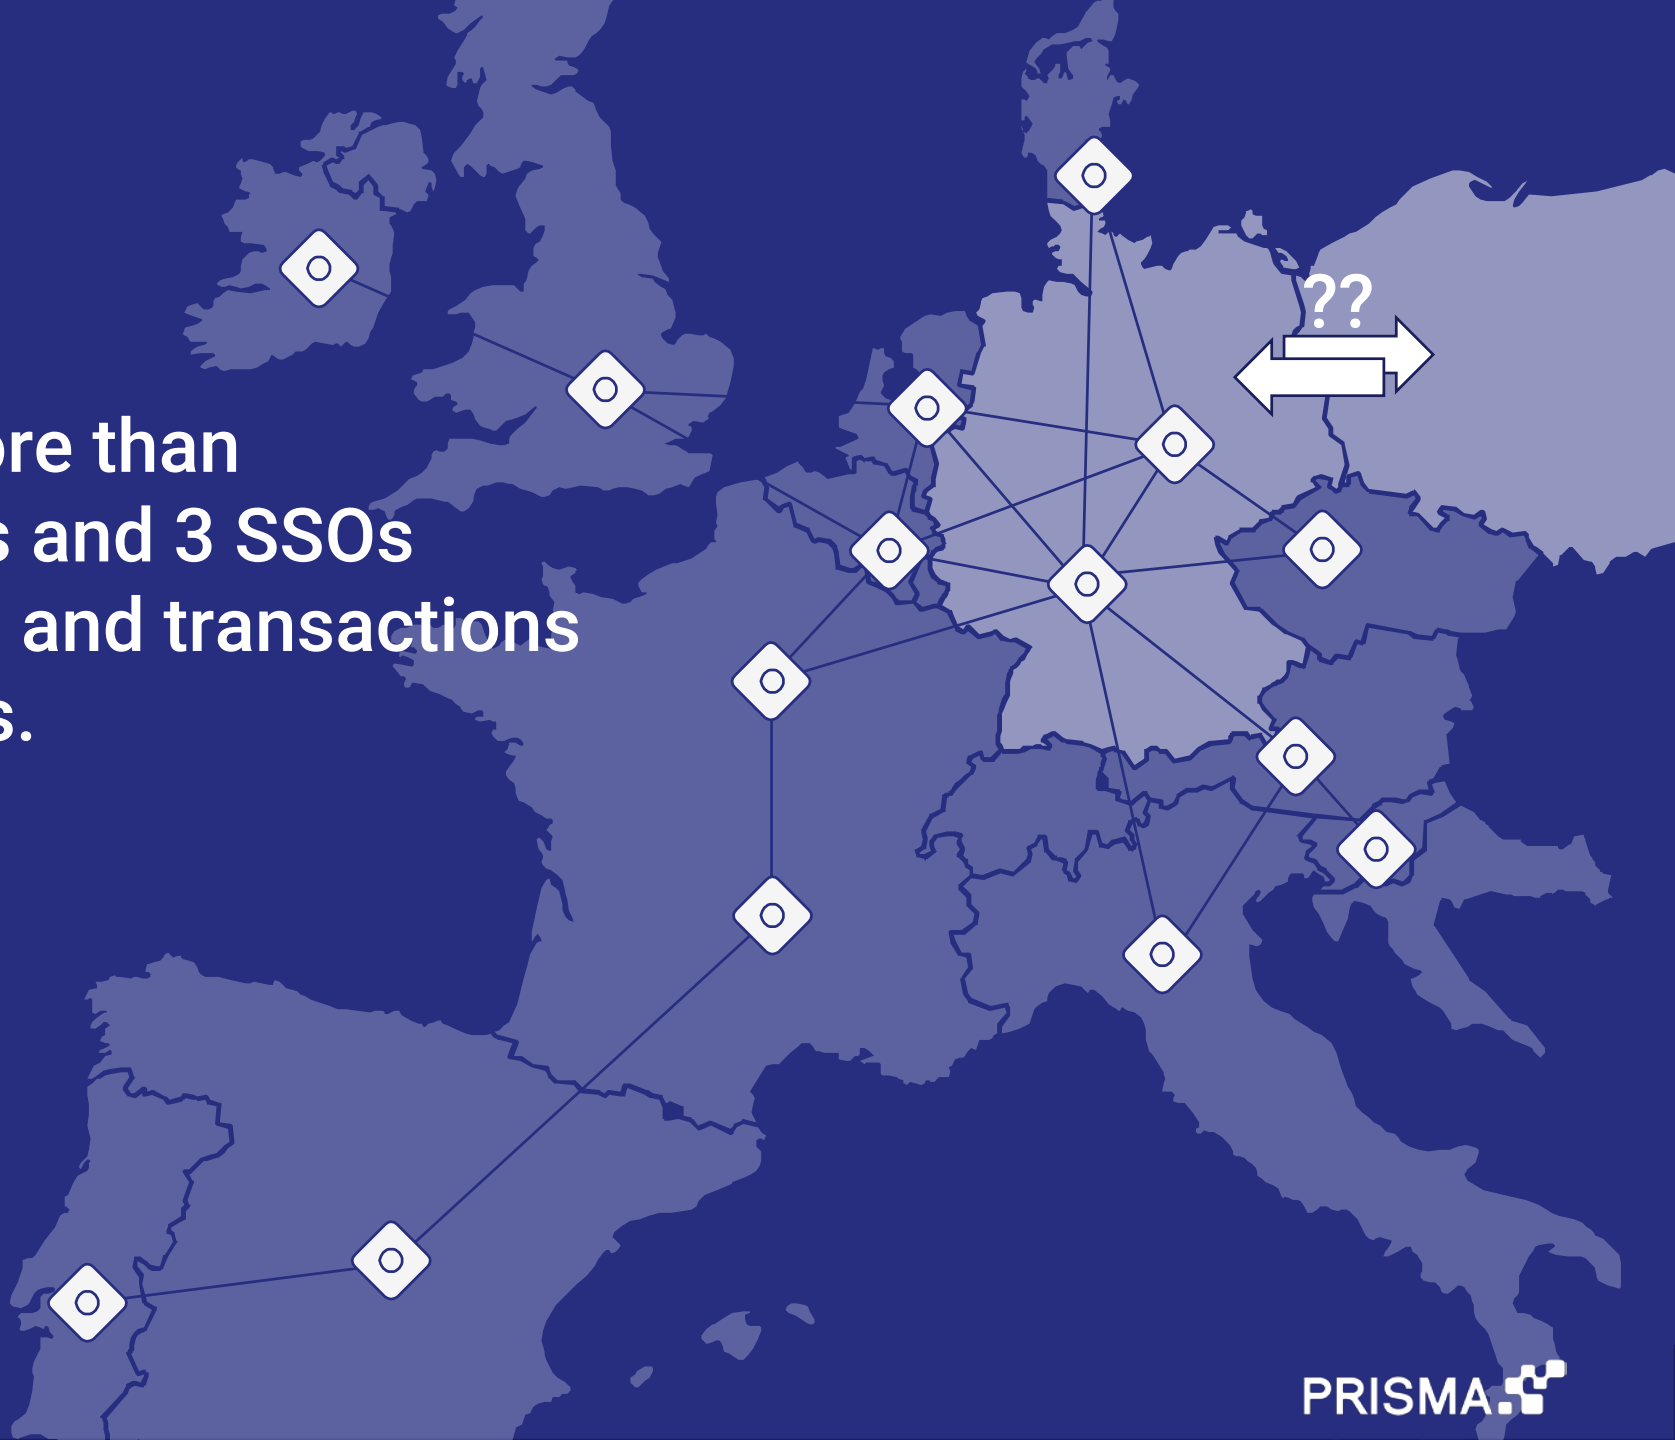 ??
ore than
s and 3 SSOs
and transactions
s.
PRISMA